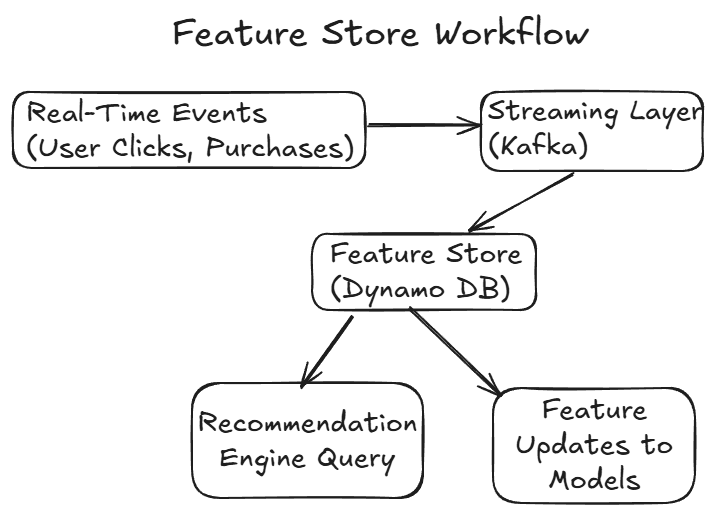 Feature Store Workflow
Real-Time Events
(User Clicks, Purchases)
Streaming Layer
(Kafka)
Feature Store
(Dynamo DB)
Recommendation
Engine Query
Feature
Updates to
Models